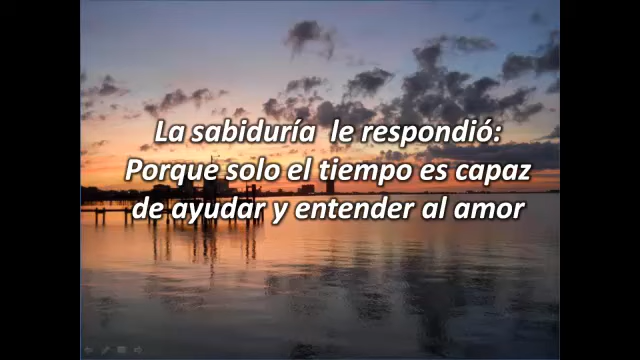 La sabiduría le respondió:
Porque solo el tiempo es capaz
de ayudar y entender al amor